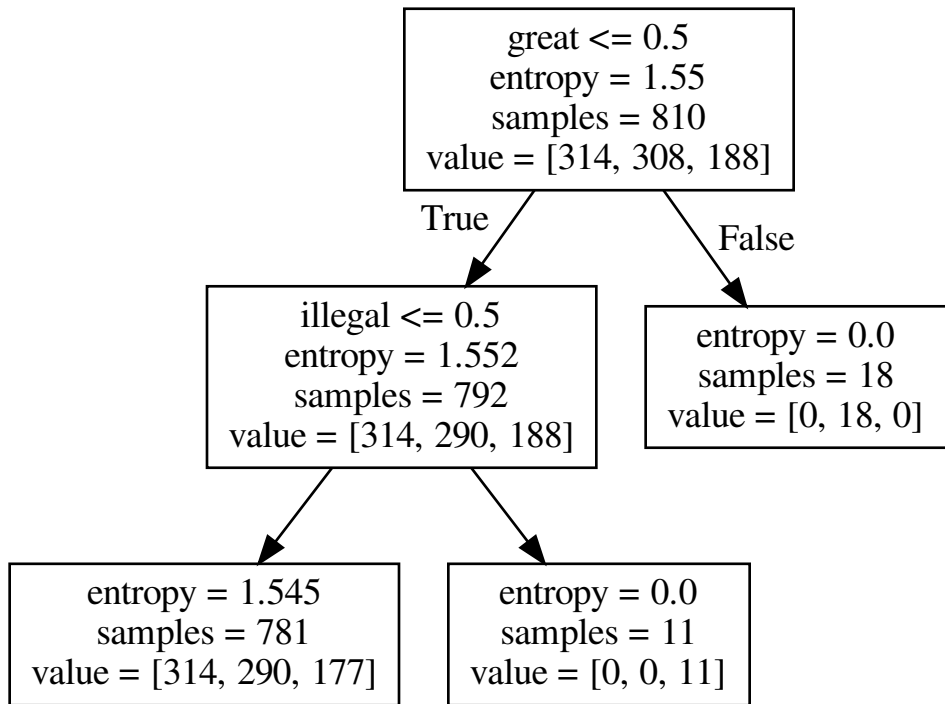 great <= 0.5
entropy = 1.55
samples = 810
value = [314, 308, 188]
True
False
illegal <= 0.5
entropy = 1.552
samples = 792
value = [314, 290, 188]
entropy = 0.0
samples = 18
value = [0, 18, 0]
entropy = 1.545
samples = 781
value = [314, 290, 177]
entropy = 0.0
samples = 11
value = [0, 0, 11]